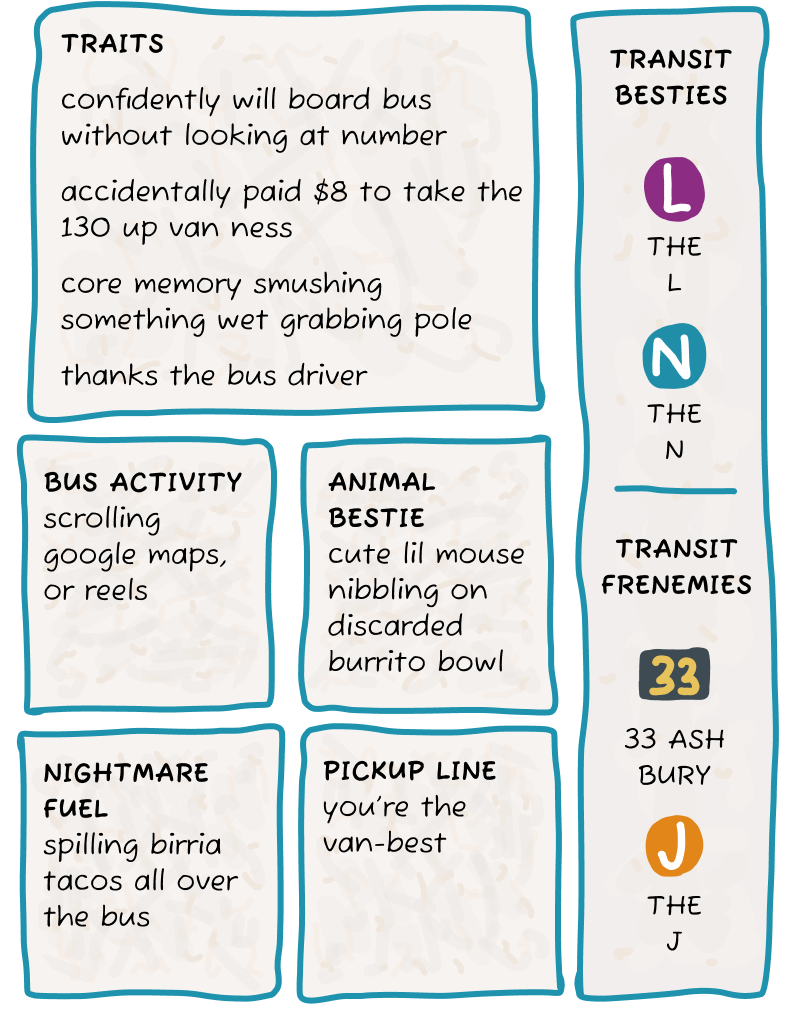 TRAITS
confidently will board bus
without looking at number
accidentally paid $8 to take the
130 up van ness
core memory smushing
something wet grabbing pole
thanks the bus driver
BUS ACTIVITY
scrolling
google maps,
or reels
ANIMAL
BESTIE
cute lil mouse
nibbling on
discarded
burrito bowl
NIGHTMARE
FUEL
spilling birria
tacos all over
the bus
PICKUP LINE
you're the
van-best
TRANSIT
BESTIES
L
THE
L
N
THE
N
TRANSIT
FRENEMIES
33
33 ASH
BURY
J
THE
J